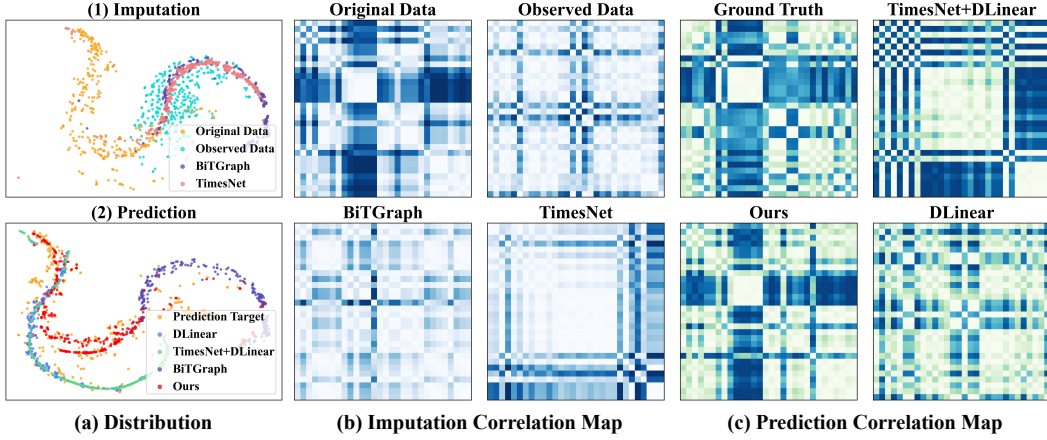 (1) Imputation
Original Data
Observed Data
Ground Truth
TimesNet+DLinear
Original Data
Observed Data
BiTGraph
TimesNet
(2) Prediction
BiTGraph
TimesNet
Ours
DLinear
Prediction Target
DLinear
TimesNet+DLinear
BiTGraph
Ours
(a) Distribution
(b) Imputation Correlation Map
(c) Prediction Correlation Map